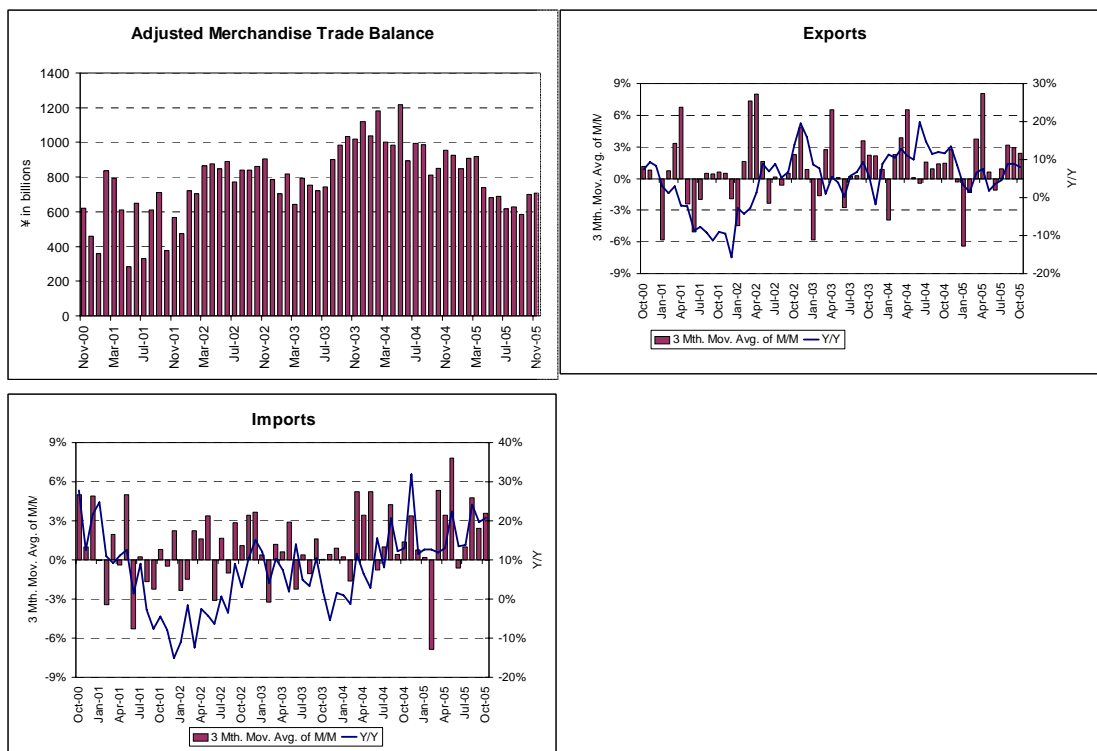 Adjusted Merchandise Trade Balance
¥ in billions
1400
1200
1000
800
600
400
200
0
Nov-00
Mar-01
Jul-01
Nov-01
Mar-02
Jul-02
Nov-02
Mar-03
Jul-03
Nov-03
Mar-04
Jul-04
Nov-04
Mar-05
Jul-05
Nov-05
Exports
3 Mth. Mov. Avg. of M/M
9%
6%
3%
0%
-3%
-6%
-9%
30%
20%
10%
0%
-10%
-20%
Y/Y
Oct-00
Jan-01
Apr-01
Jul-01
Oct-01
Jan-02
Apr-02
Jul-02
Oct-02
Jan-03
Apr-03
Jul-03
Oct-03
Jan-04
Apr-04
Jul-04
Oct-04
Jan-05
Apr-05
Jul-05
Oct-05
3 Mth. Mov. Avg. of M/M Y/Y
Imports
3 Mth. Mov. Avg. of M/M
9%
6%
3%
0%
-3%
-6%
-9%
40%
30%
20%
10%
0%
-10%
-20%
Y/Y
Oct-00
Jan-01
Apr-01
Jul-01
Oct-01
Jan-02
Apr-02
Jul-02
Oct-02
Jan-03
Apr-03
Jul-03
Oct-03
Jan-04
Apr-04
Jul-04
Oct-04
Jan-05
Apr-05
Jul-05
Oct-05
3 Mth. Mov. Avg. of M/M Y/Y